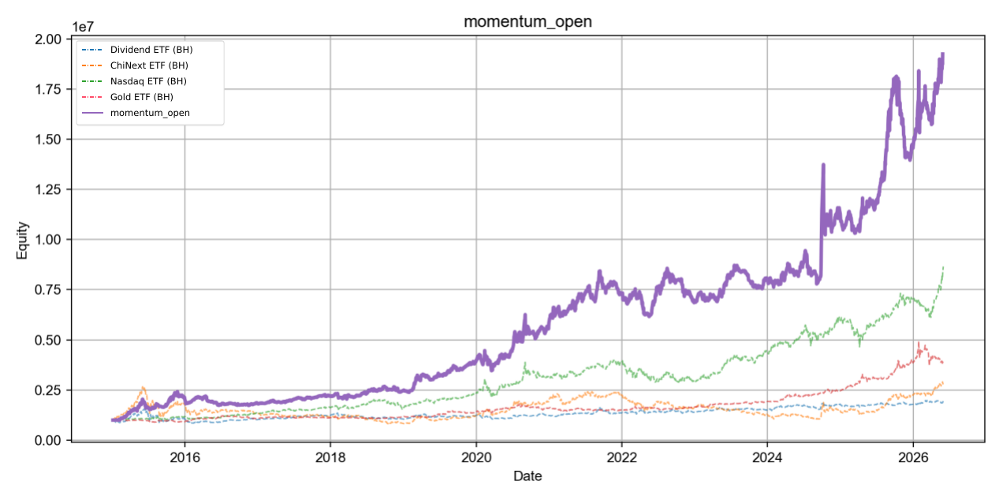 momentum_open
1e7
2.00
1.75
1.50
1.25
1.00
0.75
0.50
0.25
0.00
Equity
Dividend ETF (BH)
ChiNext ETF (BH)
Nasdaq ETF (BH)
Gold ETF (BH)
momentum_open
2016 2018 2020 2022 2024 2026
Date